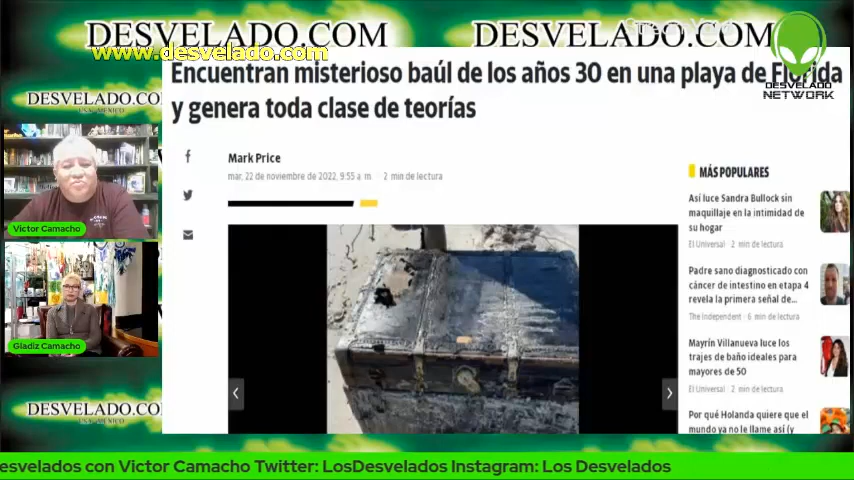 DESVELADO.COM DESVELADO.COM
www.desvelado.com
DESVELADO
NETWORK
Encuentran misterioso baúl de los años 30 en una playa de Florida
y genera toda clase de teorías
DESVELADO.CO
Mark Price
mar, 22 de noviembre de 2022, 9:55 a. m. · 2 min de lectura
MÁS POPULARES
Así luce Sandra Bullock sin
maquillaje en la intimidad de
su hogar
El Universal · 2 min de lectura
Padre sano diagnosticado con
cáncer de intestino en etapa 4
revela la primera señal de...
The Independent · 6 min de lectura
Mayrín Villanueva luce los
trajes de baño ideales para
mayores de 50
El Universal · 2 min de lectura
Por qué Holanda quiere que el
mundo ya no le llame así (y
Victor Camacho
Gladiz Camacho
DESVELADO.CO
esvelados con Victor Camacho Twitter: LosDesvelados Instagram: Los Desvelados